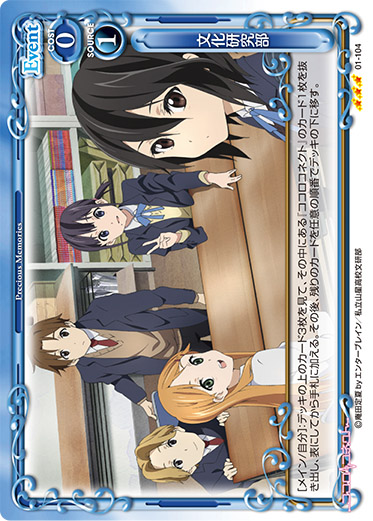 Event
COST
0
SOURCE
1
文化研究部
01-104
Precious Memories
[メイン/自分]:デッキの上のカード3枚を見て、その中にある『ココロコネクト』のカード1枚を抜
き出し、表にしてから手札に加える。その後、残りのカードを任意の順番でデッキの下に移す。
©庵田定夏 by エンターブレイン/私立山星高校文研部